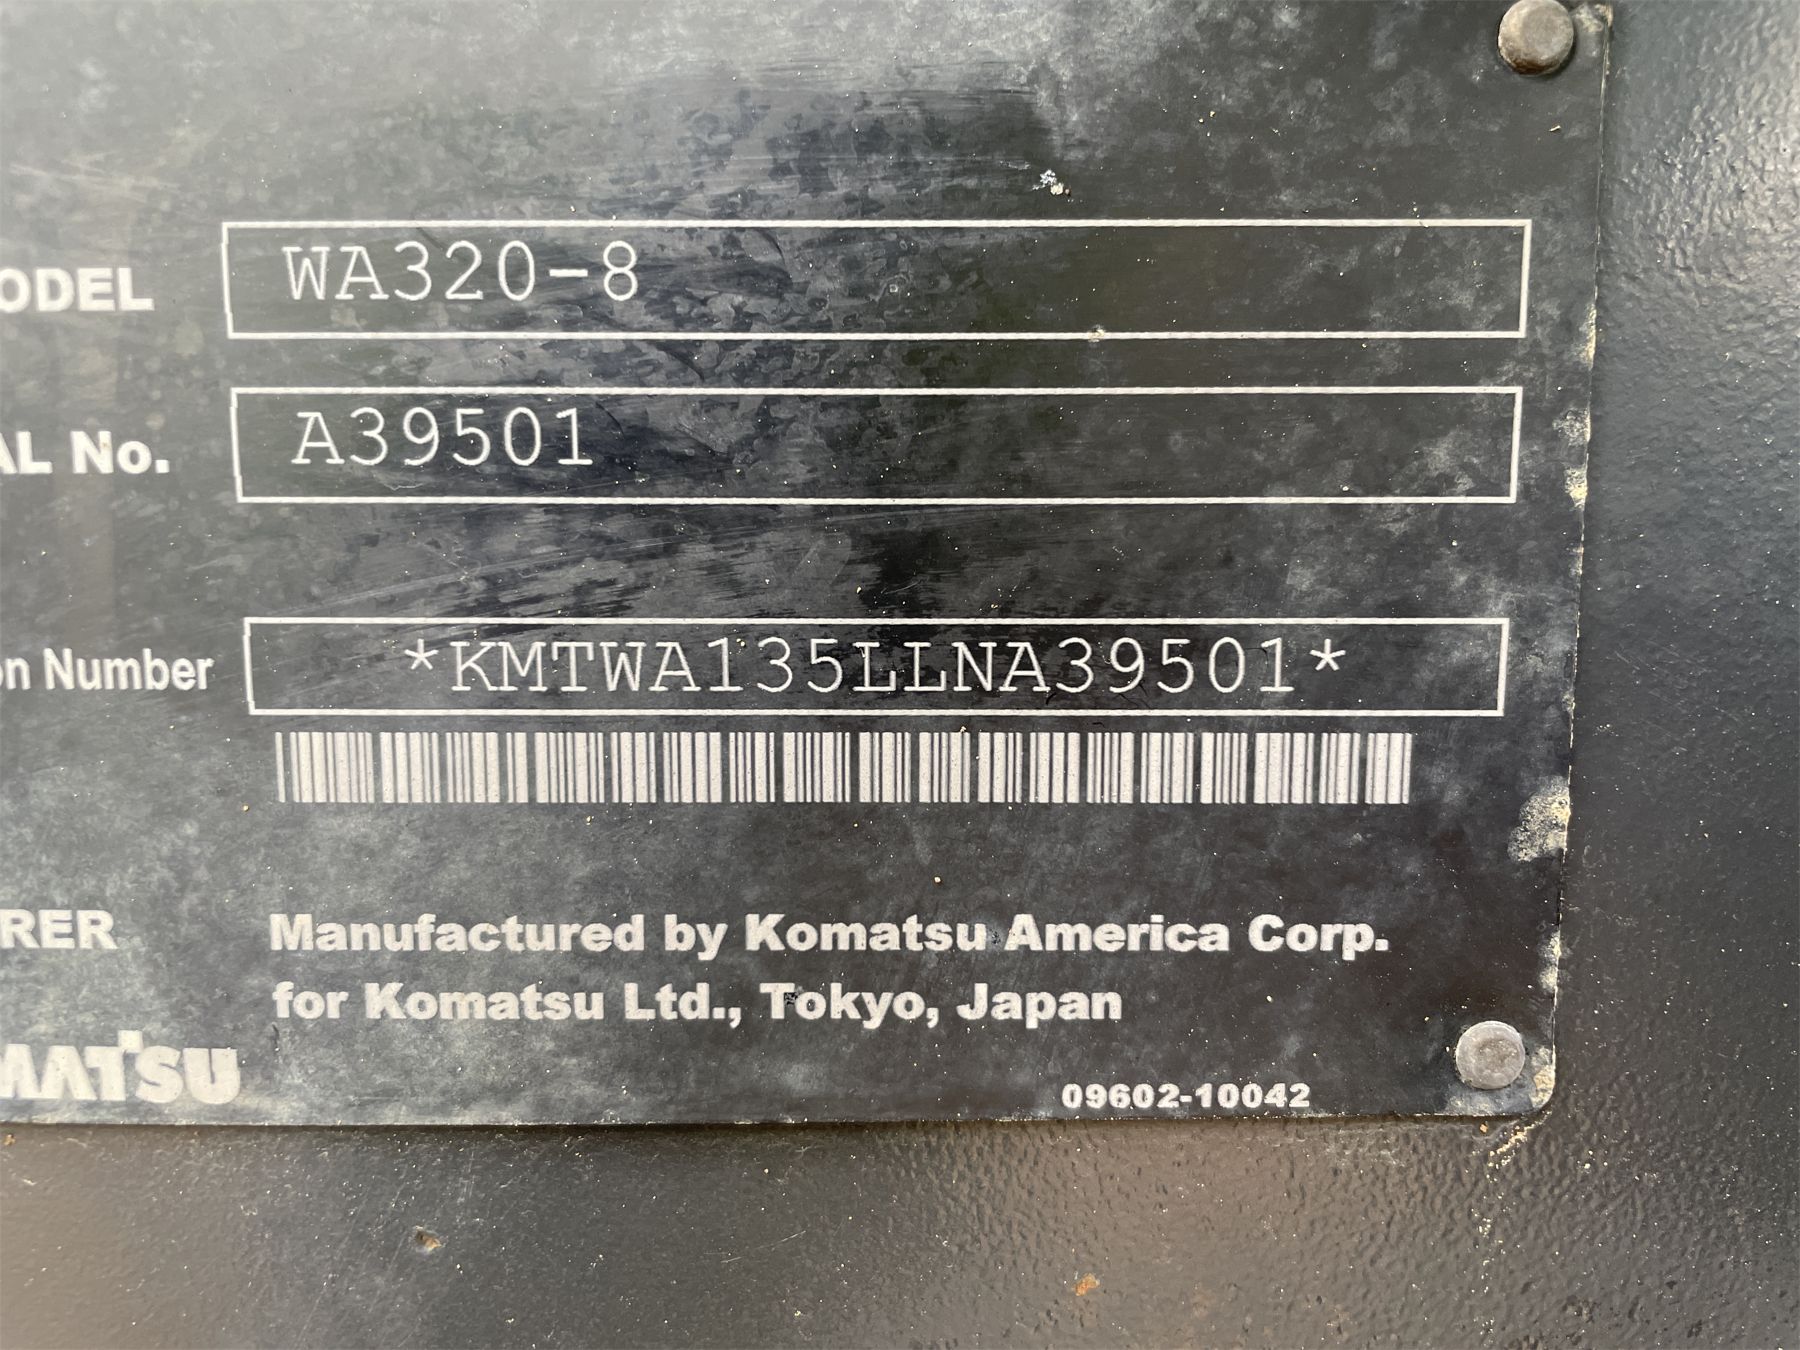 ODEL WA320-8
AL No. A39501
on Number *KMTWA135LLNA39501*
RER Manufactured by Komatsu America Corp.
for Komatsu Ltd., Tokyo, Japan
MATSU
09602-10042